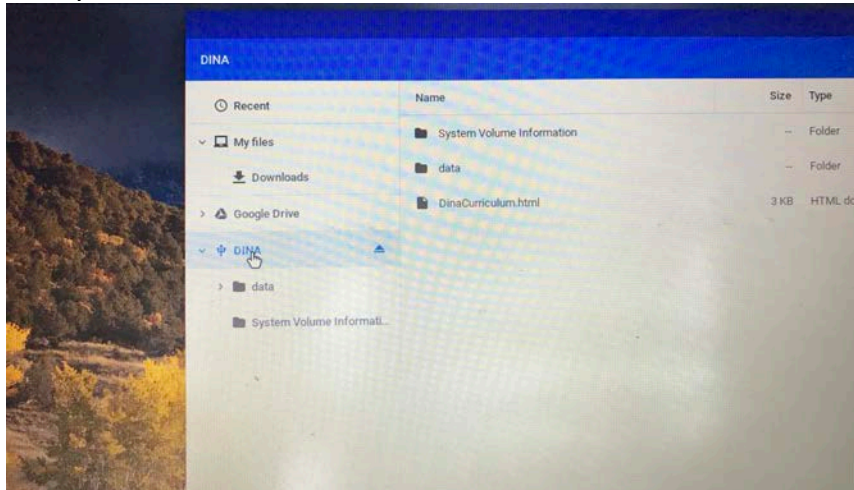 DINA
Recent
My files
Downloads
Google Drive
DINA
data
System Volume Informati...
Name Size Type
System Volume Information -- Folder
data -- Folder
DinaCurriculum.html 3 KB HTML do